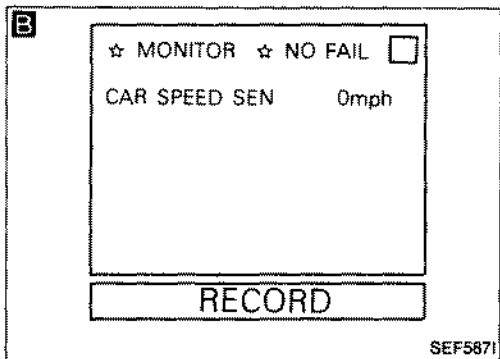 B
☆ MONITOR ☆ NO FAIL
CAR SPEED SEN 0mph
RECORD
SEF587I